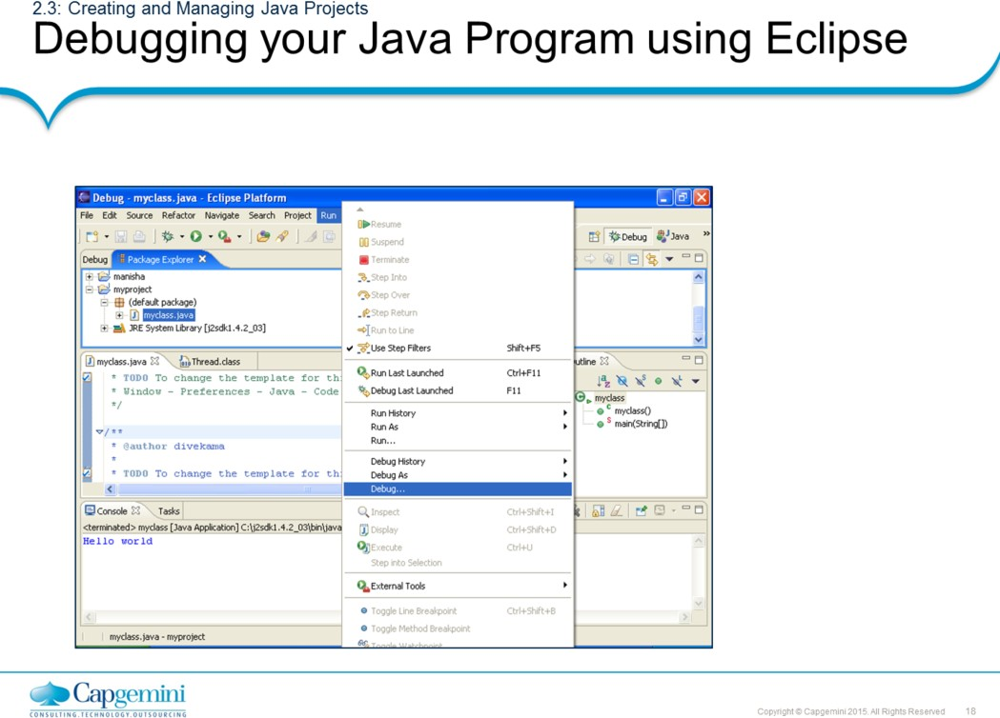 2.3: Creating and Managing Java Projects
Debugging your Java Program using Eclipse
Debug - myclass.java - Eclipse Platform
File Edit Source Refactor Navigate Search Project Run
Debug Java »
Debug Package Explorer
manisha
myproject
(default package)
myclass.java
JRE System Library [j2sdk1.4.2_03]
myclass.java Thread.class
* TODO To change the template for th
* Window - Preferences - Java - Code
*/
/**
* @author divekama
*
* TODO To change the template for th
Resume
Suspend
Terminate
Step Into
Step Over
Step Return
Run to Line
Use Step Filters Shift+F5
Run Last Launched Ctrl+F11
Debug Last Launched F11
Run History
Run As
Run...
Debug History
Debug As
Debug...
Inspect Ctrl+Shift+I
Display Ctrl+Shift+D
Execute Ctrl+U
Step into Selection
External Tools
Toggle Line Breakpoint Ctrl+Shift+B
Toggle Method Breakpoint
Toggle Watchpoint
utline
myclass
myclass()
main(String[])
Console Tasks
<terminated> myclass [Java Application] C:\j2sdk1.4.2_03\bin\java
Hello world
myclass.java - myproject
Capgemini
CONSULTING.TECHNOLOGY.OUTSOURCING
Copyright © Capgemini 2015. All Rights Reserved 18